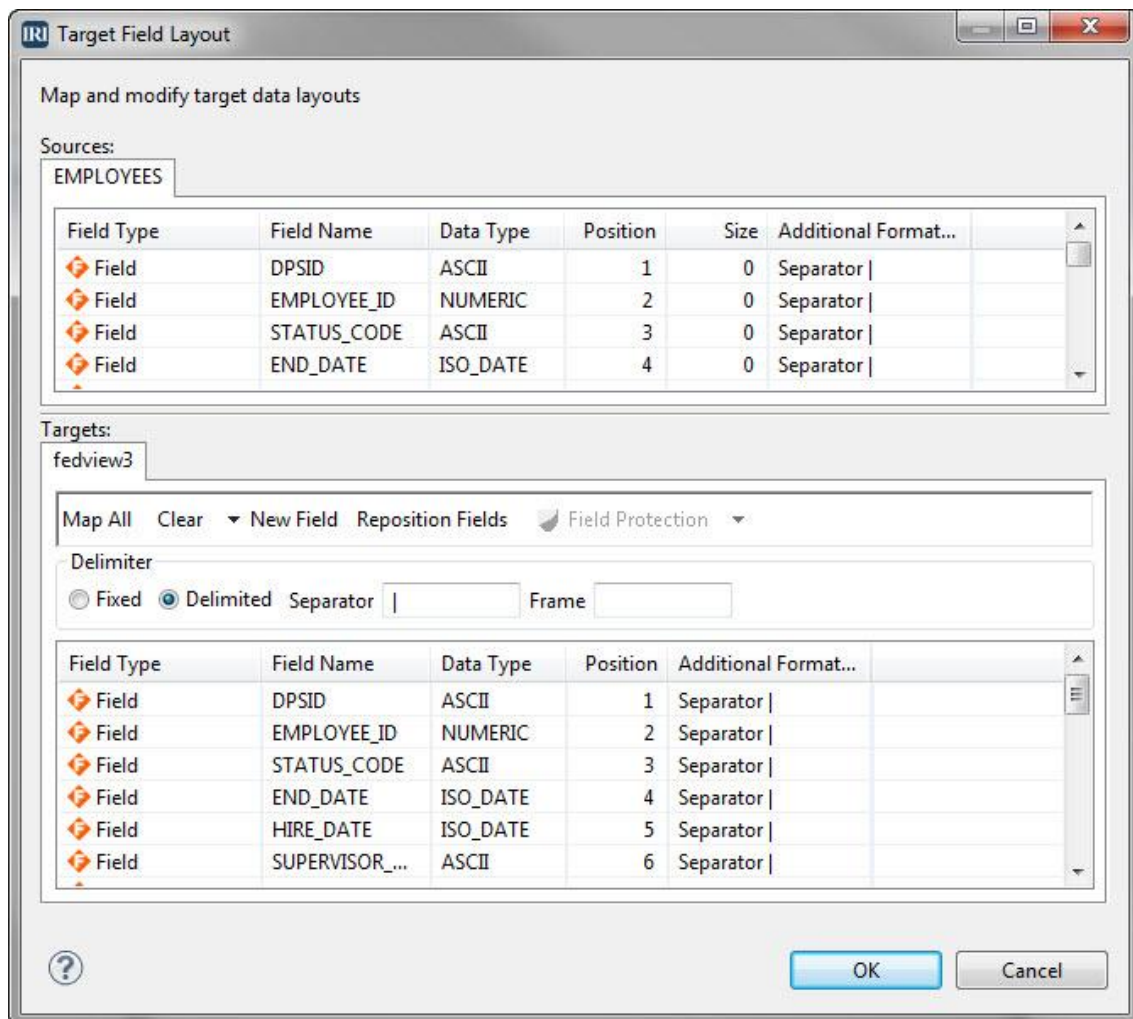 IRI Target Field Layout
Map and modify target data layouts
Sources:
EMPLOYEES
Field Type Field Name Data Type Position Size Additional Format...
Field DPSID ASCII 1 0 Separator |
Field EMPLOYEE_ID NUMERIC 2 0 Separator |
Field STATUS_CODE ASCII 3 0 Separator |
Field END_DATE ISO_DATE 4 0 Separator |
Targets:
fedview3
Map All Clear New Field Reposition Fields Field Protection
Delimiter
Fixed Delimited Separator | Frame
Field Type Field Name Data Type Position Additional Format...
Field DPSID ASCII 1 Separator |
Field EMPLOYEE_ID NUMERIC 2 Separator |
Field STATUS_CODE ASCII 3 Separator |
Field END_DATE ISO_DATE 4 Separator |
Field HIRE_DATE ISO_DATE 5 Separator |
Field SUPERVISOR_... ASCII 6 Separator |
? OK Cancel